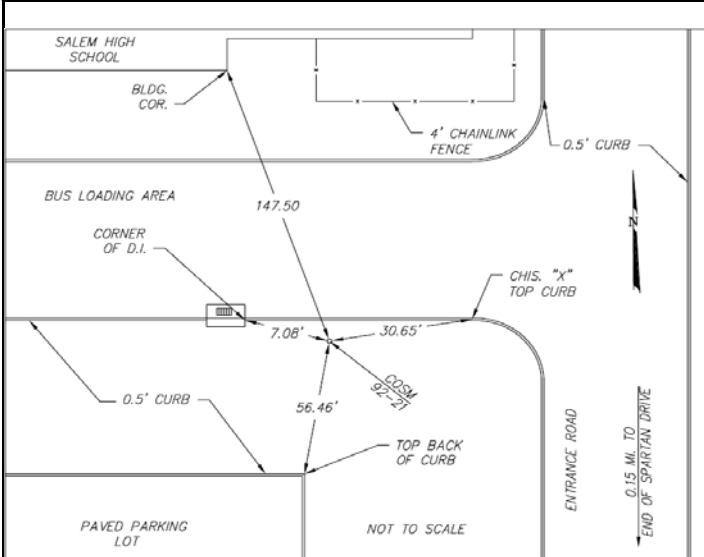 SALEM HIGH
SCHOOL
BLDG.
COR.
4' CHAINLINK
FENCE
0.5' CURB
BUS LOADING AREA
147.50
N
CORNER
OF D.I.
CHIS. "X"
TOP CURB
7.08'
30.65'
COSM
92-21
0.5' CURB
56.46'
TOP BACK
OF CURB
ENTRANCE ROAD
0.15 MI. TO
END OF SPARTAN DRIVE
PAVED PARKING
LOT
NOT TO SCALE